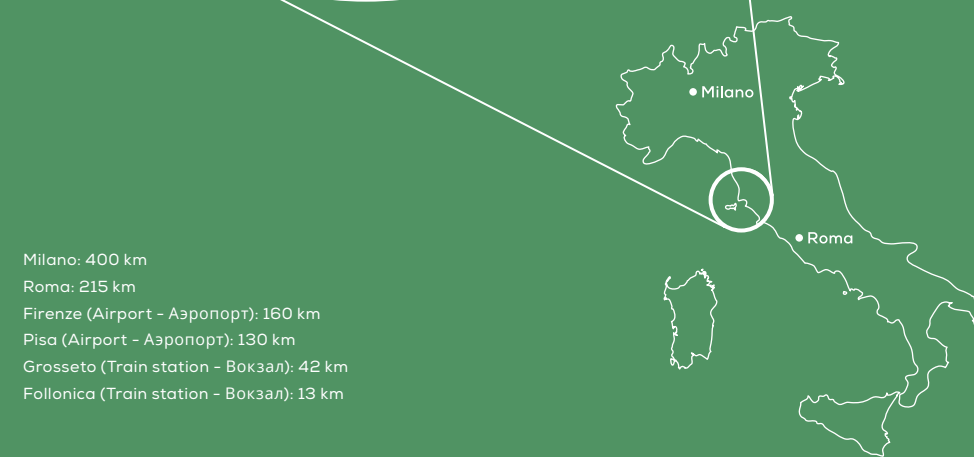 Milano
Roma
Milano: 400 km
Roma: 215 km
Firenze (Airport - Аэропорт): 160 km
Pisa (Airport - Аэропорт): 130 km
Grosseto (Train station - Вокзал): 42 km
Follonica (Train station - Вокзал): 13 km